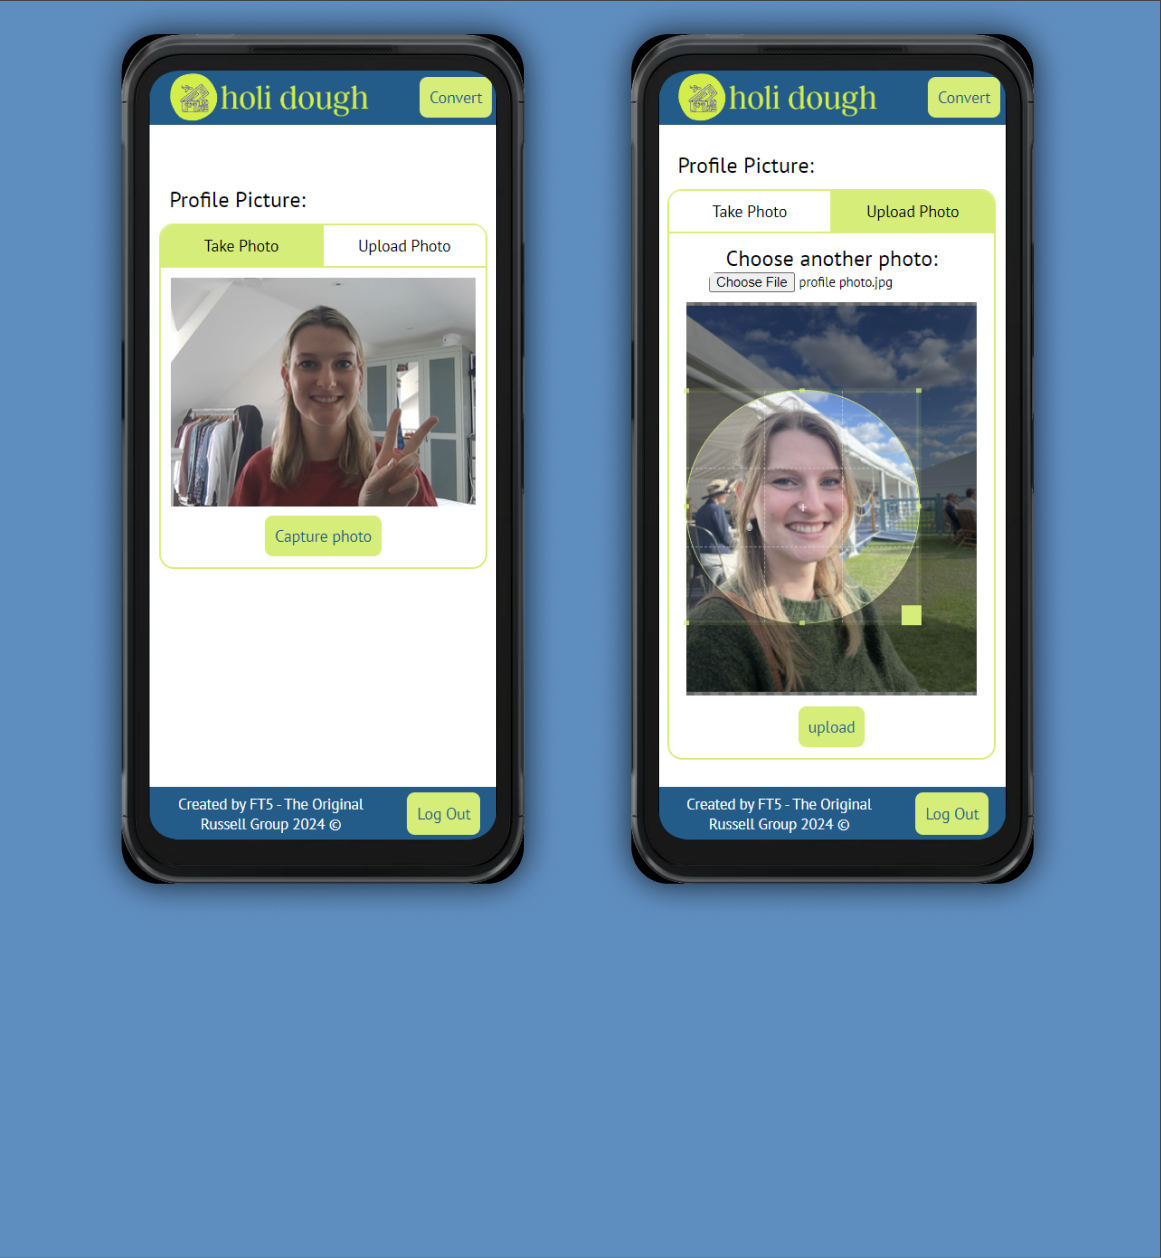 holi dough
Convert
Profile Picture:
Take Photo
Upload Photo
Capture photo
Created by FT5 - The Original
Russell Group 2024 ©
Log Out
holi dough
Convert
Profile Picture:
Take Photo
Upload Photo
Choose another photo:
Choose File profile photo.jpg
upload
Created by FT5 - The Original
Russell Group 2024 ©
Log Out